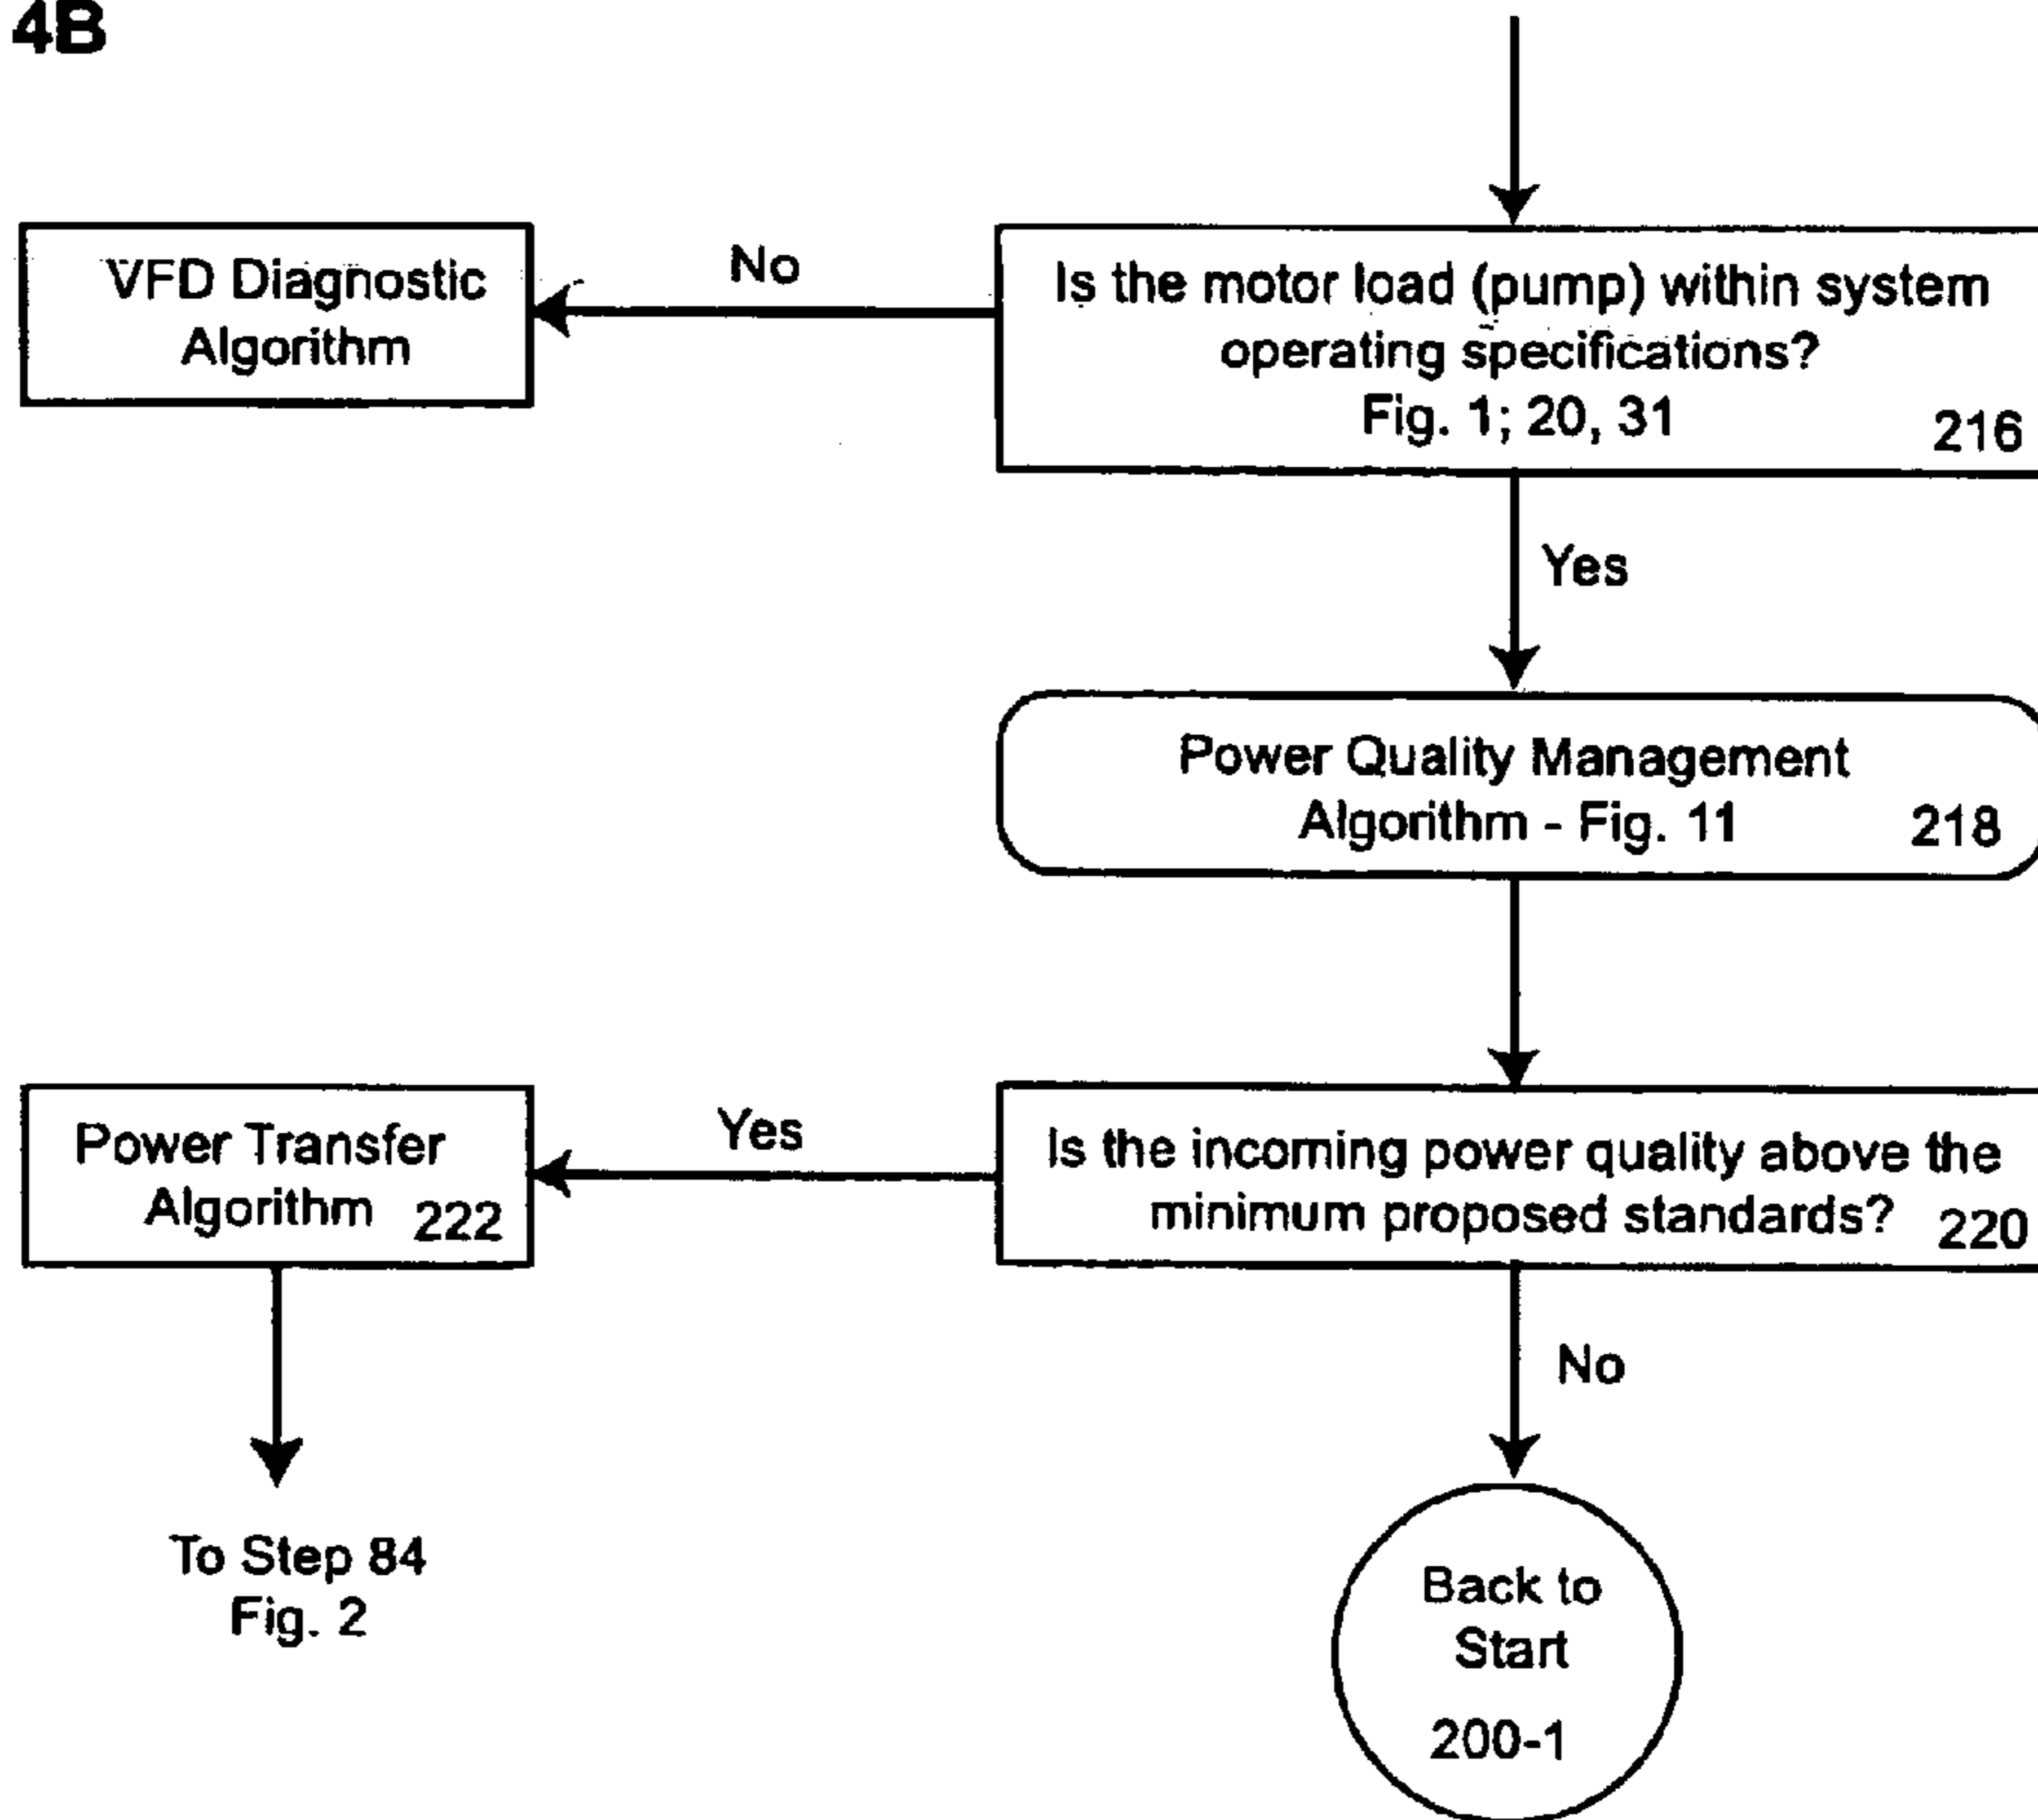 4B
VFD Diagnostic
Algorithm
No
Is the motor load (pump) within system
operating specifications?
Fig. 1; 20, 31
216
Yes
Power Quality Management
Algorithm - Fig. 11
218
Power Transfer
Algorithm
222
Yes
Is the incoming power quality above the
minimum proposed standards?
220
No
To Step 84
Fig. 2
Back to
Start
200-1